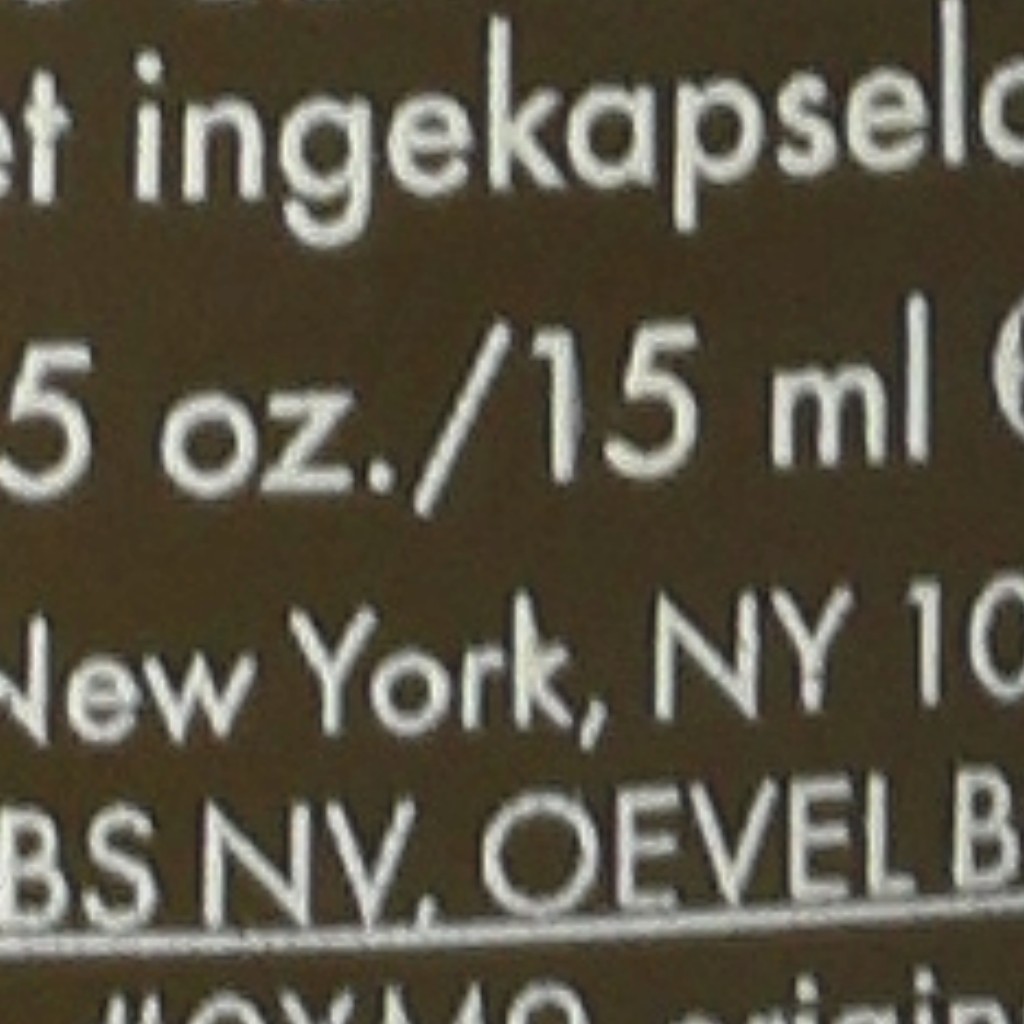 et ingekapseld
5 oz./15 ml
New York, NY 10
BS NV, OEVEL B